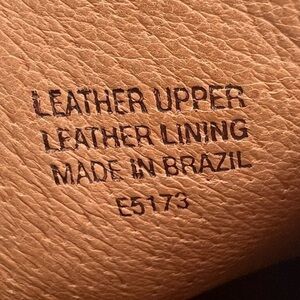 LEATHER UPPER
LEATHER LINING
MADE IN BRAZIL
E5173